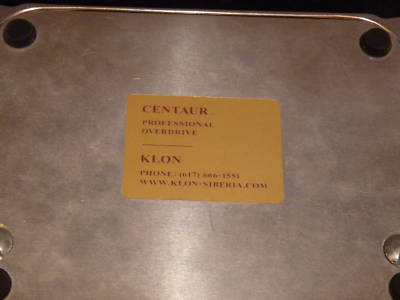 CENTAUR
PROFESSIONAL
OVERDRIVE
KLON
PHONE: (617) 666-1551
WWW.KLON-SIBERIA.COM